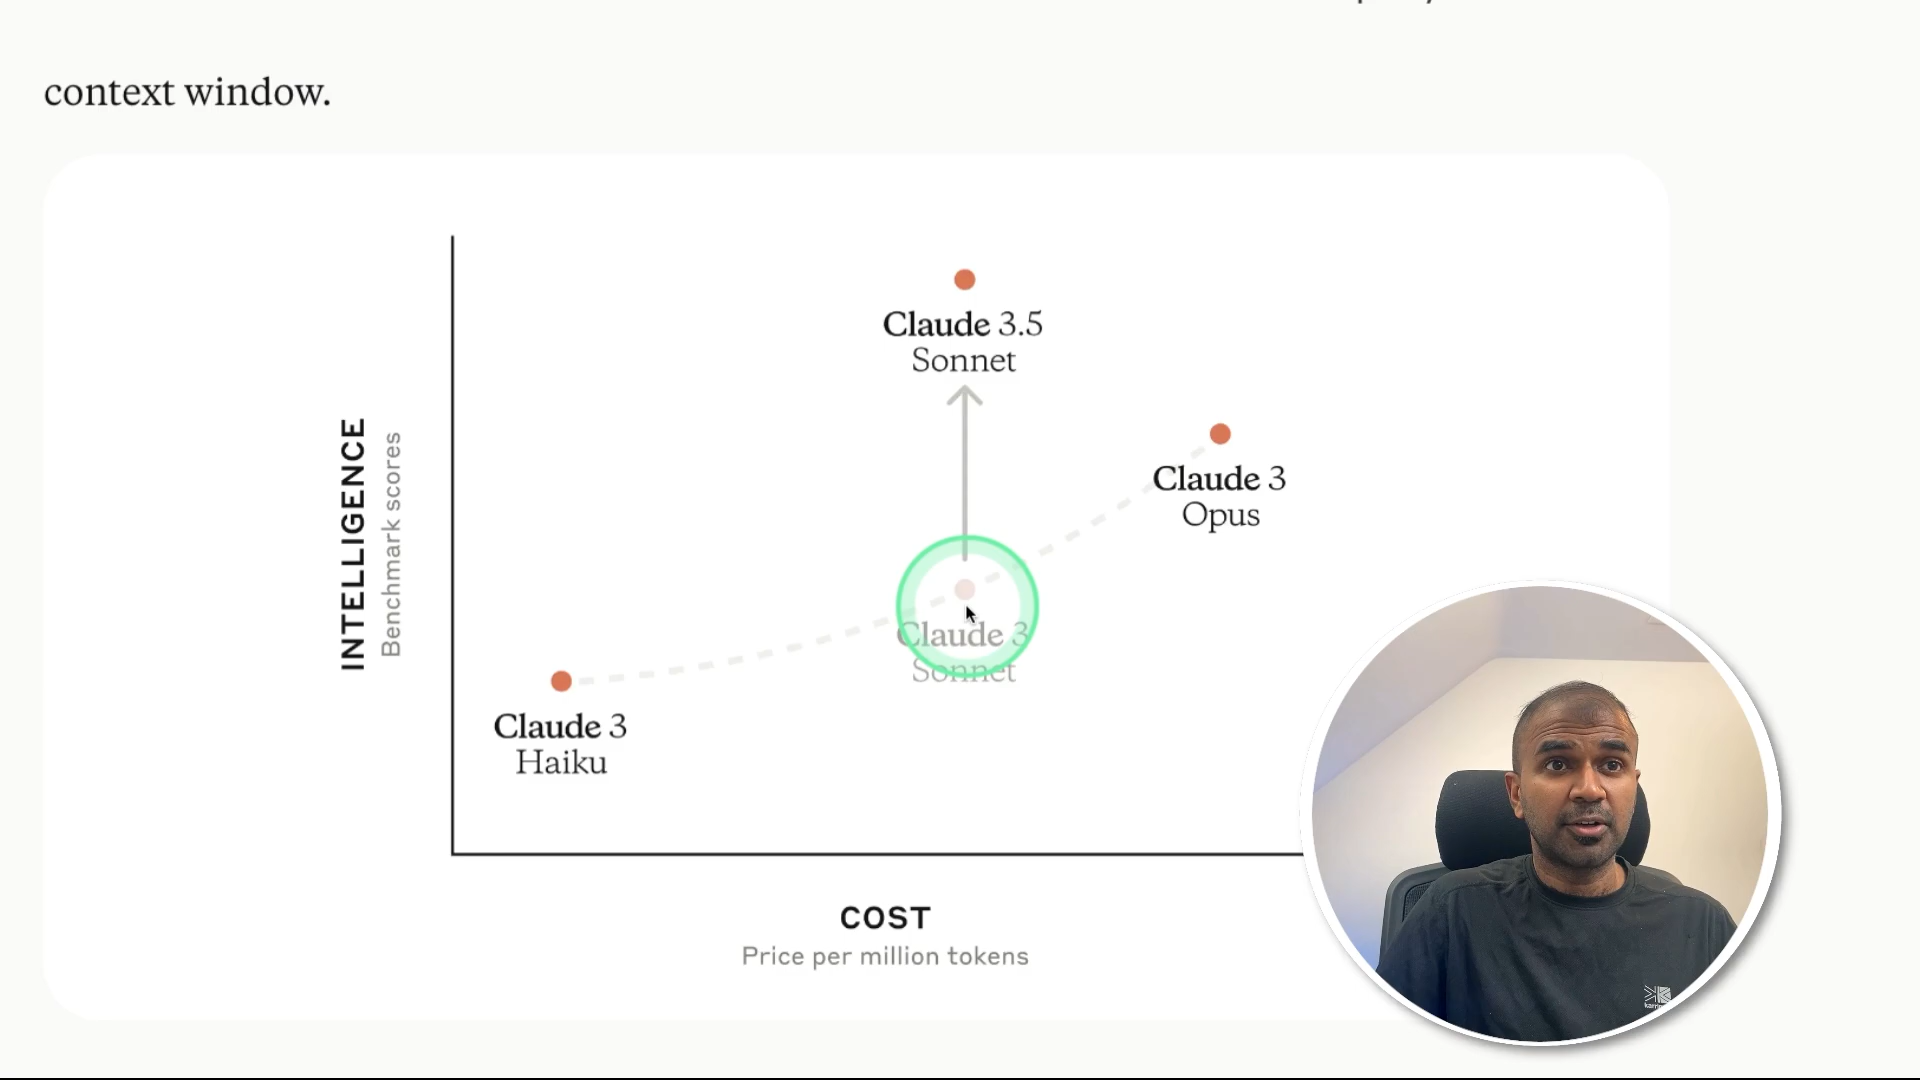 context window.
Claude 3.5
Sonnet
Claude 3
Opus
INTELLIGENCE
Benchmark scores
Claude 3
Sonnet
Claude 3
Haiku
COST
Price per million tokens